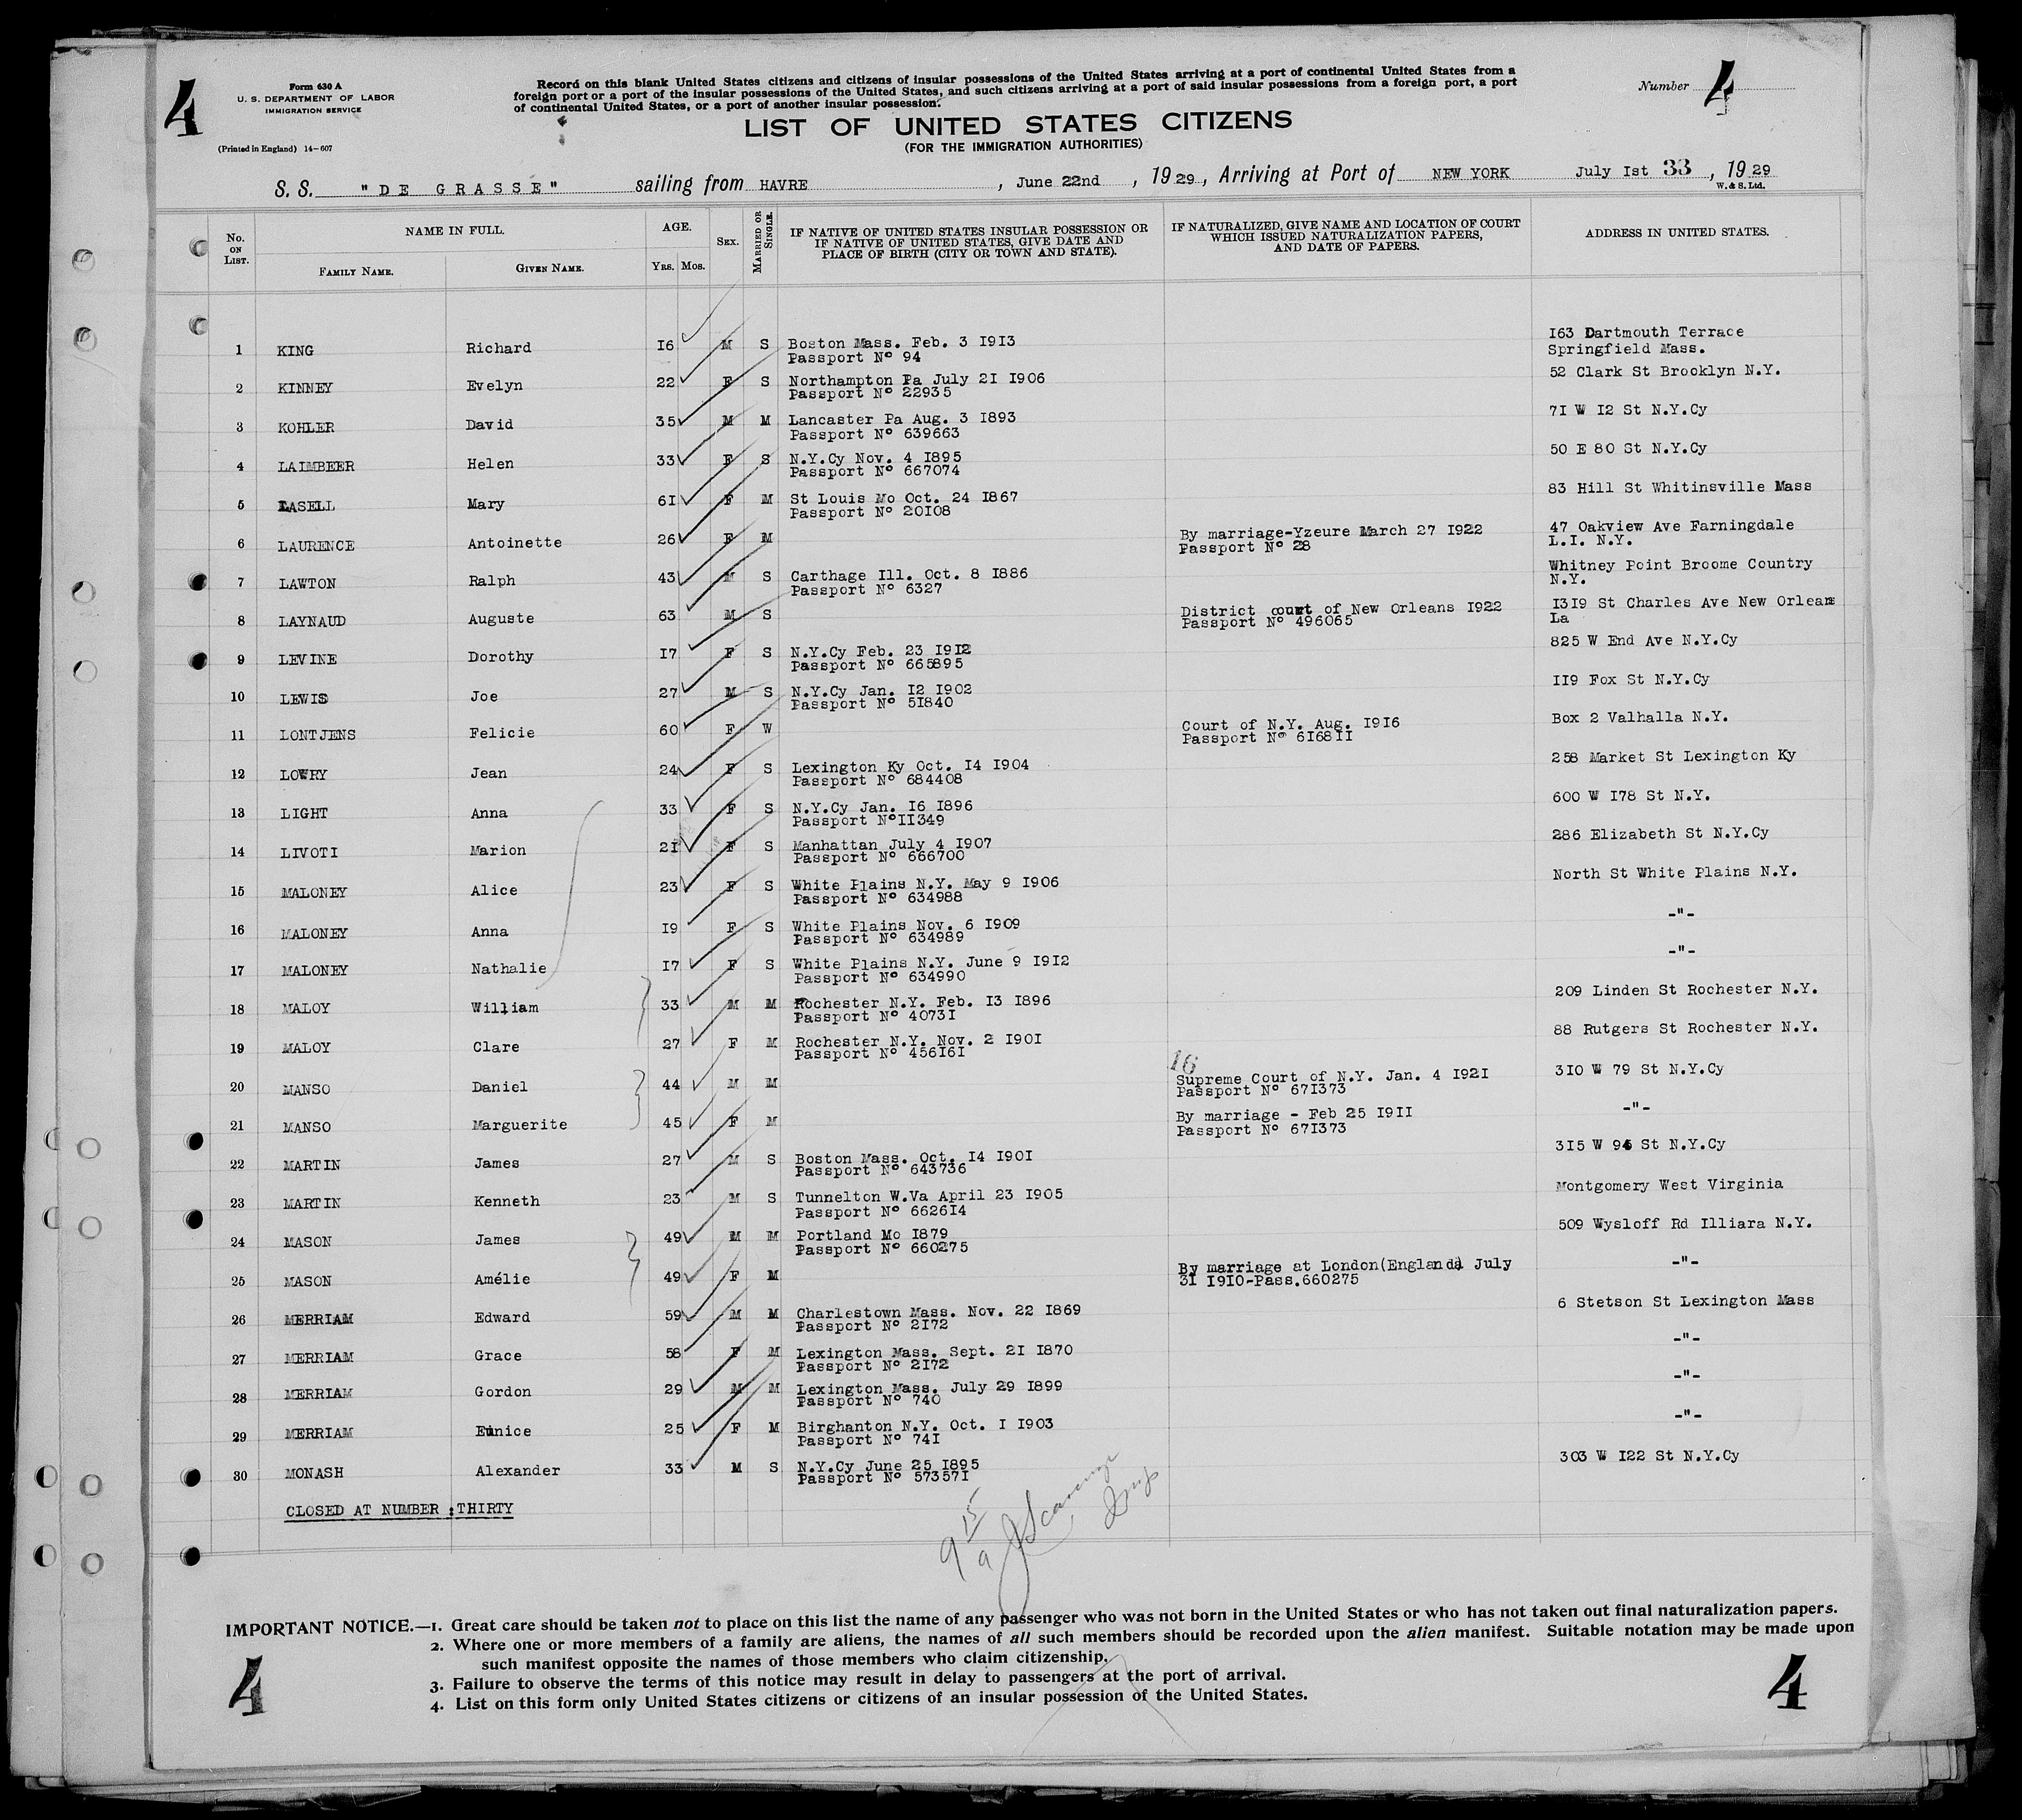 4
Form 630 A
U. S. DEPARTMENT OF LABOR
IMMIGRATION SERVICE
(Printed in England) 14-607
Record on this blank United States citizens and citizens of insular possessions of the United States arriving at a port of continental United States from a
foreign port or a port of the insular possessions of the United States, and such citizens arriving at a port of said insular possessions from a foreign port, a port
of continental United States, or a port of another insular possession.
Number 4
LIST OF UNITED STATES CITIZENS
(FOR THE IMMIGRATION AUTHORITIES)
S. S. "DE GRASSE" sailing from HAVRE, June 22nd, 1929, Arriving at Port of NEW YORK July 1st 33, 1929
W. & S. Ltd.
No. ON LIST. NAME IN FULL. AGE. SEX. MARRIED OR SINGLE. IF NATIVE OF UNITED STATES INSULAR POSSESSION OR IF NATIVE OF UNITED STATES, GIVE DATE AND PLACE OF BIRTH (CITY OR TOWN AND STATE). IF NATURALIZED, GIVE NAME AND LOCATION OF COURT WHICH ISSUED NATURALIZATION PAPERS, AND DATE OF PAPERS. ADDRESS IN UNITED STATES.
FAMILY NAME. GIVEN NAME. YRS. MOS.
1 KING Richard 16 M S Boston Mass. Feb. 3 1913 163 Dartmouth Terrace
Passport Nº 94 Springfield Mass.
2 KINNEY Evelyn 22 F S Northampton Pa July 21 1906 52 Clark St Brooklyn N.Y.
Passport Nº 22935
3 KOHLER David 35 M M Lancaster Pa Aug. 3 1893 71 W 12 St N.Y.Cy
Passport Nº 639663
4 LAIMBEER Helen 33 F S N.Y.Cy Nov. 4 1895 50 E 80 St N.Y.Cy
Passport Nº 667074
5 LASELL Mary 61 F M St Louis Mo Oct. 24 1867 83 Hill St Whitinsville Mass
Passport Nº 20108
6 LAURENCE Antoinette 26 F M By marriage-Yzeure March 27 1922 47 Oakview Ave Farningdale
Passport Nº 28 L.I. N.Y.
7 LAWTON Ralph 43 M S Carthage Ill. Oct. 8 1886 Whitney Point Broome Country
Passport Nº 6327 N.Y.
8 LAYNAUD Auguste 63 M S District court of New Orleans 1922 1319 St Charles Ave New Orleans
Passport Nº 496065 La
9 LEVINE Dorothy 17 F S N.Y.Cy Feb. 23 1912 825 W End Ave N.Y.Cy
Passport Nº 665895
10 LEWIS Joe 27 M S N.Y.Cy Jan. 12 1902 119 Fox St N.Y.Cy
Passport Nº 51840
11 LONTJENS Felicie 60 F W Court of N.Y. Aug. 1916 Box 2 Valhalla N.Y.
Passport Nº 616811
12 LOWRY Jean 24 F S Lexington Ky Oct. 14 1904 258 Market St Lexington Ky
Passport Nº 684408
13 LIGHT Anna 33 F S N.Y.Cy Jan. 16 1896 600 W 178 St N.Y.
Passport Nº11349
14 LIVOTI Marion 21 F S Manhattan July 4 1907 286 Elizabeth St N.Y.Cy
Passport Nº 666700
15 MALONEY Alice 23 F S White Plains N.Y. May 9 1906 North St White Plains N.Y.
Passport Nº 634988
16 MALONEY Anna 19 F S White Plains Nov. 6 1909 -"-
Passport Nº 634989
17 MALONEY Nathalie 17 F S White Plains N.Y. June 9 1912 -"-
Passport Nº 634990
18 MALOY William 33 M M Rochester N.Y. Feb. 13 1896 209 Linden St Rochester N.Y.
Passport Nº 40731
19 MALOY Clare 27 F M Rochester N.Y. Nov. 2 1901 88 Rutgers St Rochester N.Y.
Passport Nº 456161
16
20 MANSO Daniel 44 M M Supreme Court of N.Y. Jan. 4 1921 310 W 79 St N.Y.Cy
Passport Nº 671373
21 MANSO Marguerite 45 F M By marriage - Feb 25 1911 -"-
Passport Nº 671373
22 MARTIN James 27 M S Boston Mass. Oct. 14 1901 315 W 94 St N.Y.Cy
Passport Nº 643736
23 MARTIN Kenneth 23 M S Tunnelton W.Va April 23 1905 Montgomery West Virginia
Passport Nº 662614
24 MASON James 49 M M Portland Mo 1879 509 Wysloff Rd Illiara N.Y.
Passport Nº 660275
25 MASON Amélie 49 F M By marriage at London(England) July -"-
31 1910-Pass.660275
26 MERRIAM Edward 59 M M Charlestown Mass. Nov. 22 1869 6 Stetson St Lexington Mass
Passport Nº 2172
27 MERRIAM Grace 58 F M Lexington Mass. Sept. 21 1870 -"-
Passport Nº 2172
28 MERRIAM Gordon 29 M M Lexington Mass. July 29 1899 -"-
Passport Nº 740
29 MERRIAM Eunice 25 F M Birghanton N.Y. Oct. 1 1903 -"-
Passport Nº 741
30 MONASH Alexander 33 M S N.Y.Cy June 25 1895 303 W 122 St N.Y.Cy
Passport Nº 573571
CLOSED AT NUMBER :THIRTY
9 15 a
IMPORTANT NOTICE.—1. Great care should be taken not to place on this list the name of any passenger who was not born in the United States or who has not taken out final naturalization papers.
2. Where one or more members of a family are aliens, the names of all such members should be recorded upon the alien manifest. Suitable notation may be made upon
such manifest opposite the names of those members who claim citizenship.
3. Failure to observe the terms of this notice may result in delay to passengers at the port of arrival.
4. List on this form only United States citizens or citizens of an insular possession of the United States.
4
4